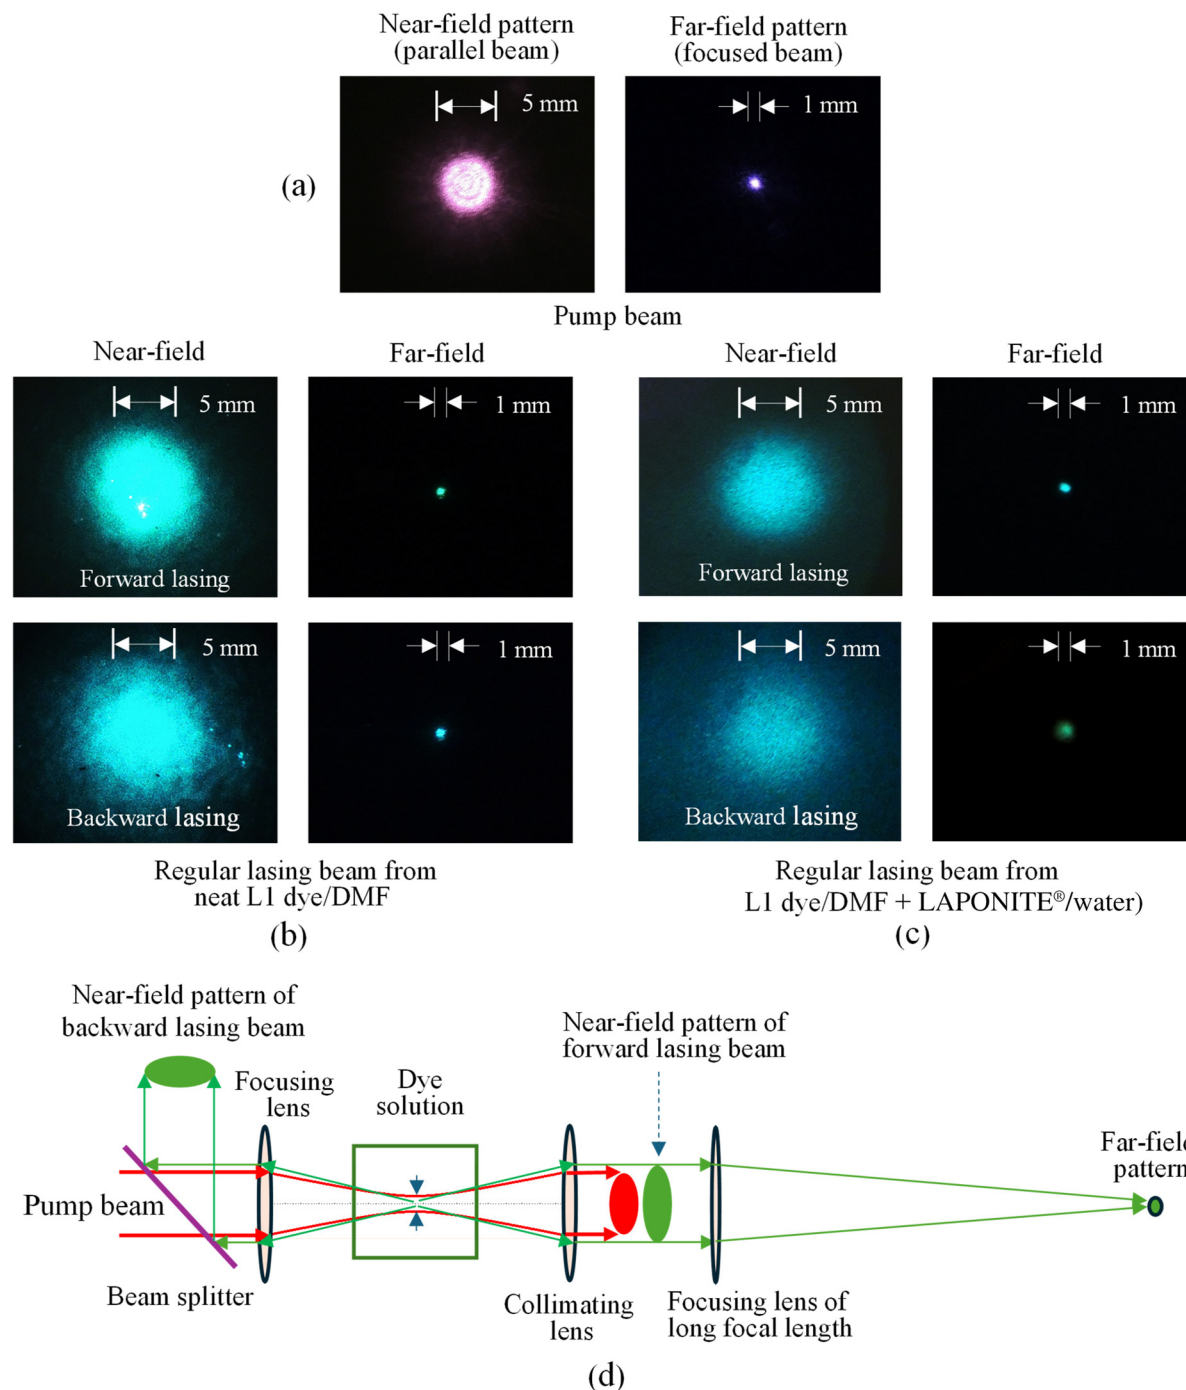 Near-field pattern
(parallel beam)
Far-field pattern
(focused beam)
5 mm
1 mm
(a)
Pump beam
Near-field
Far-field
Near-field
Far-field
5 mm
1 mm
5 mm
1 mm
Forward lasing
Forward lasing
5 mm
1 mm
5 mm
1 mm
Backward lasing
Backward lasing
Regular lasing beam from
neat L1 dye/DMF
(b)
Regular lasing beam from
L1 dye/DMF + LAPONITE®/water)
(c)
Near-field pattern of
backward lasing beam
Focusing
lens
Dye
solution
Near-field pattern of
forward lasing beam
Far-field
pattern
Pump beam
Beam splitter
Collimating
lens
Focusing lens of
long focal length
(d)